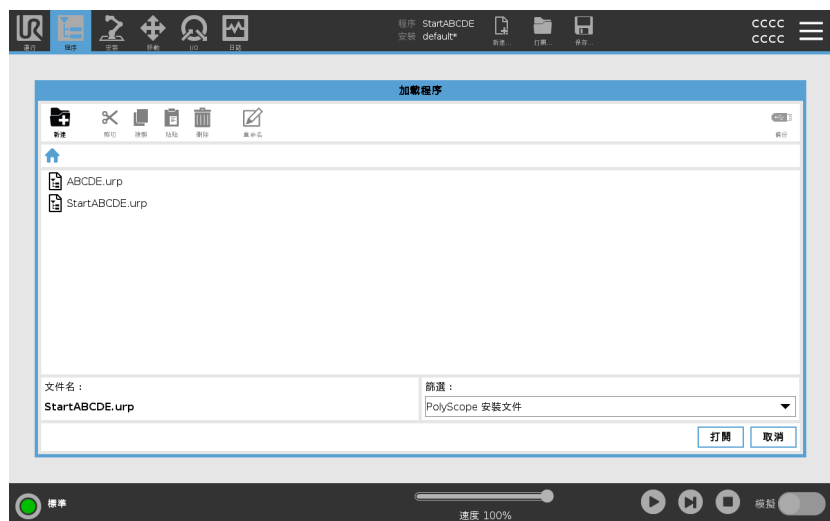 程序 StartABCDE
安裝 default*
新建...
打開...
保存...
CCCC
CCCC
運行
程序
安裝
移動
I/O
日誌
加載程序
新建
剪切
複製
粘貼
刪除
重命名
備份
ABCDE.urp
StartABCDE.urp
文件名：
StartABCDE.urp
篩選：
PolyScope 安裝文件
打開
取消
標準
速度 100%
模擬